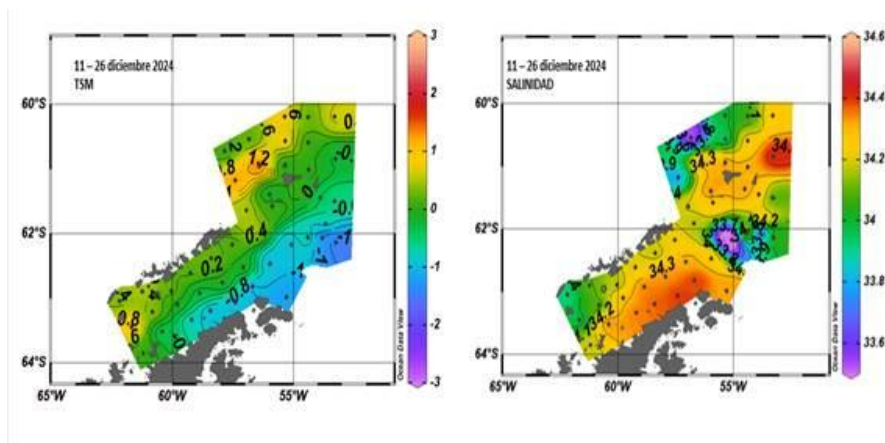 11 – 26 diciembre 2024
TSM
60°S
62°S
64°S
65°W
60°W
55°W
3
2
1
0
-1
-2
-3
1.2
0.4
0.2
-0.8
0.8
Ocean Data View
11 – 26 diciembre 2024
SALINIDAD
60°S
62°S
64°S
65°W
60°W
55°W
34.6
34.4
34.2
34
33.8
33.6
34.3
34.2
34.3
34.2
Ocean Data View